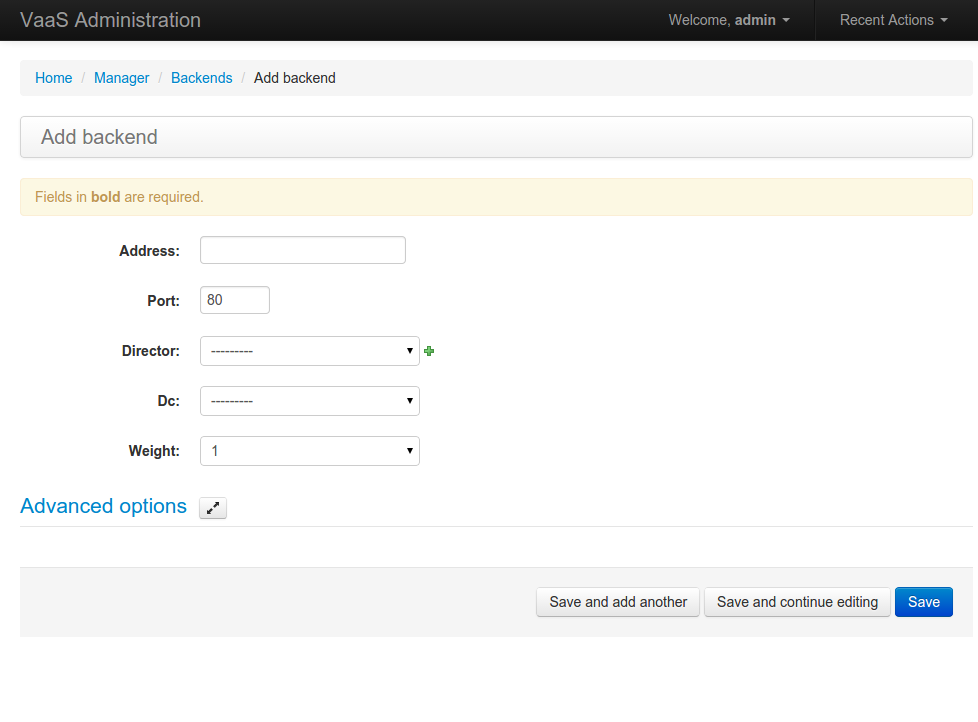 VaaS Administration Welcome, admin Recent Actions
Home / Manager / Backends / Add backend
Add backend
Fields in bold are required.
Address:
Port: 80
Director: ---------
Dc: ---------
Weight: 1
Advanced options
Save and add another Save and continue editing Save